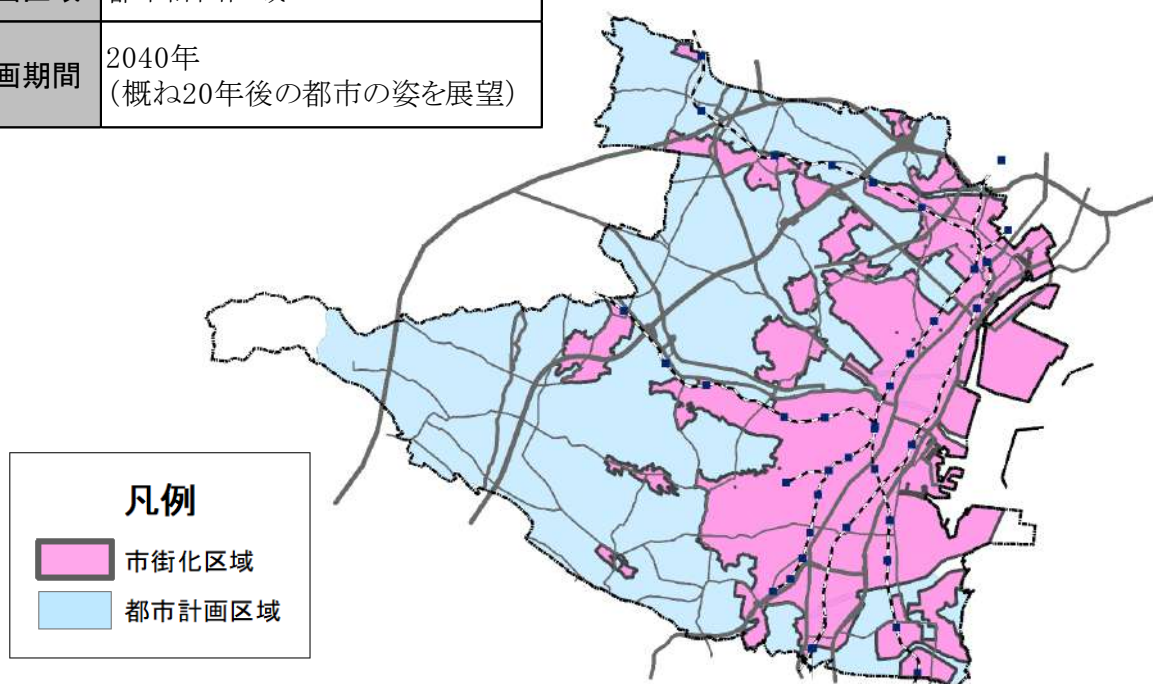 画期間
2040年
（概ね20年後の都市の姿を展望）
凡例
市街化区域
都市計画区域